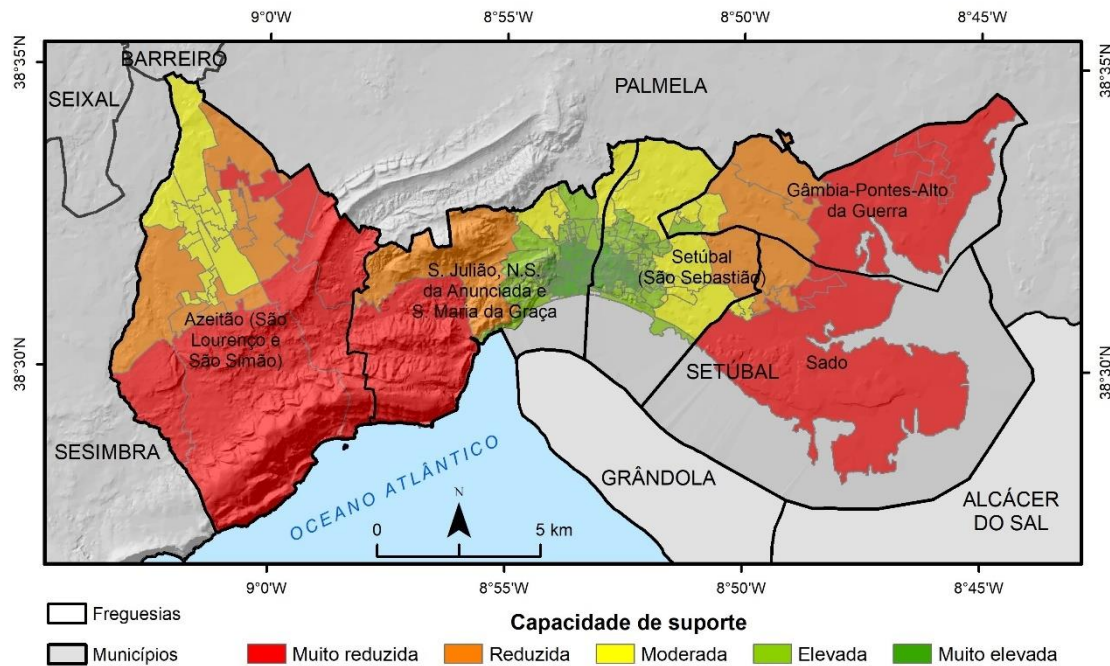 9°0'W
8°55'W
8°50'W
8°45'W
38°35'N
38°35'N
BARREIRO
SEIXAL
PALMELA
Gâmbia-Pontes-Alto
da Guerra
S. Julião, N.S.
da Anunciada e
S. Maria da Graça
Setúbal
(São Sebastião)
Azeitão (São
Lourenço e
São Simão)
38°30'N
38°30'N
SETÚBAL
Sado
SESIMBRA
GRÂNDOLA
OCEANO ATLÂNTICO
ALCÁCER
DO SAL
N
0
5 km
9°0'W
8°55'W
8°50'W
8°45'W
Freguesias
Capacidade de suporte
Municípios
Muito reduzida
Reduzida
Moderada
Elevada
Muito elevada